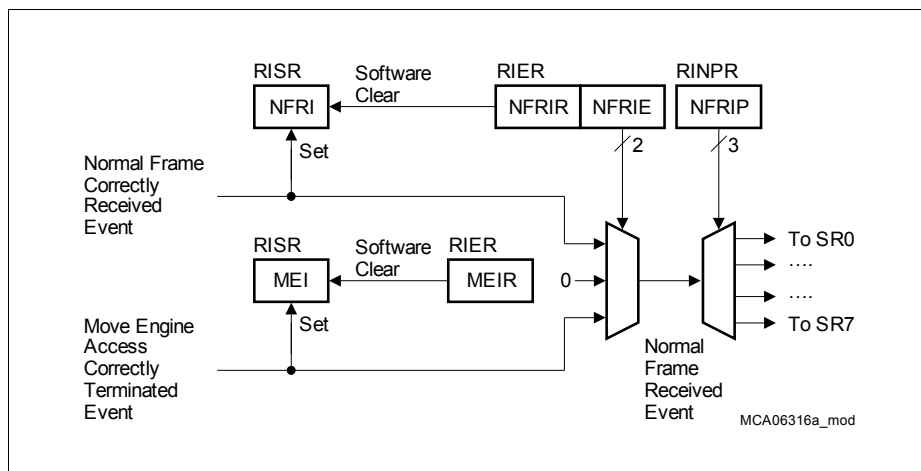 RISR
NFRI
Software
Clear
RIER
NFRIR
NFRIE
RINPR
NFRIP
2
3
Set
Normal Frame
Correctly
Received
Event
RISR
MEI
Software
Clear
RIER
MEIR
Set
0
To SR0
....
....
To SR7
Move Engine
Access
Correctly
Terminated
Event
Normal
Frame
Received
Event
MCA06316a_mod